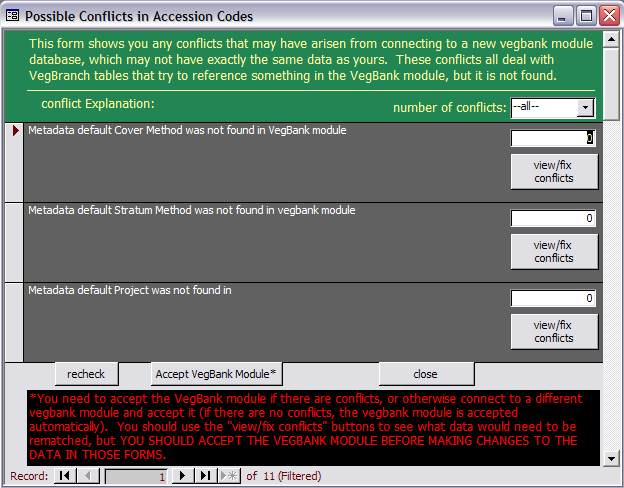 Possible Conflicts in Accession Codes
This form shows you any conflicts that may have arisen from connecting to a new vegbank module
database, which may not have exactly the same data as yours.  These conflicts all deal with
VegBranch tables that try to reference something in the VegBank module, but it is not found.
conflict Explanation:
number of conflicts: --all--
Metadata default Cover Method was not found in VegBank module
0
view/fix
conflicts
Metadata default Stratum Method was not found in vegbank module
0
view/fix
conflicts
Metadata default Project was not found in
0
view/fix
conflicts
recheck
Accept VegBank Module*
close
*You need to accept the VegBank module if there are conflicts, or otherwise connect to a different
vegbank module and accept it (if there are no conflicts, the vegbank module is accepted
automatically).  You should use the "view/fix conflicts" buttons to see what data would need to be
rematched, but YOU SHOULD ACCEPT THE VEGBANK MODULE BEFORE MAKING CHANGES TO THE
DATA IN THOSE FORMS.
Record: 1 of 11 (Filtered)